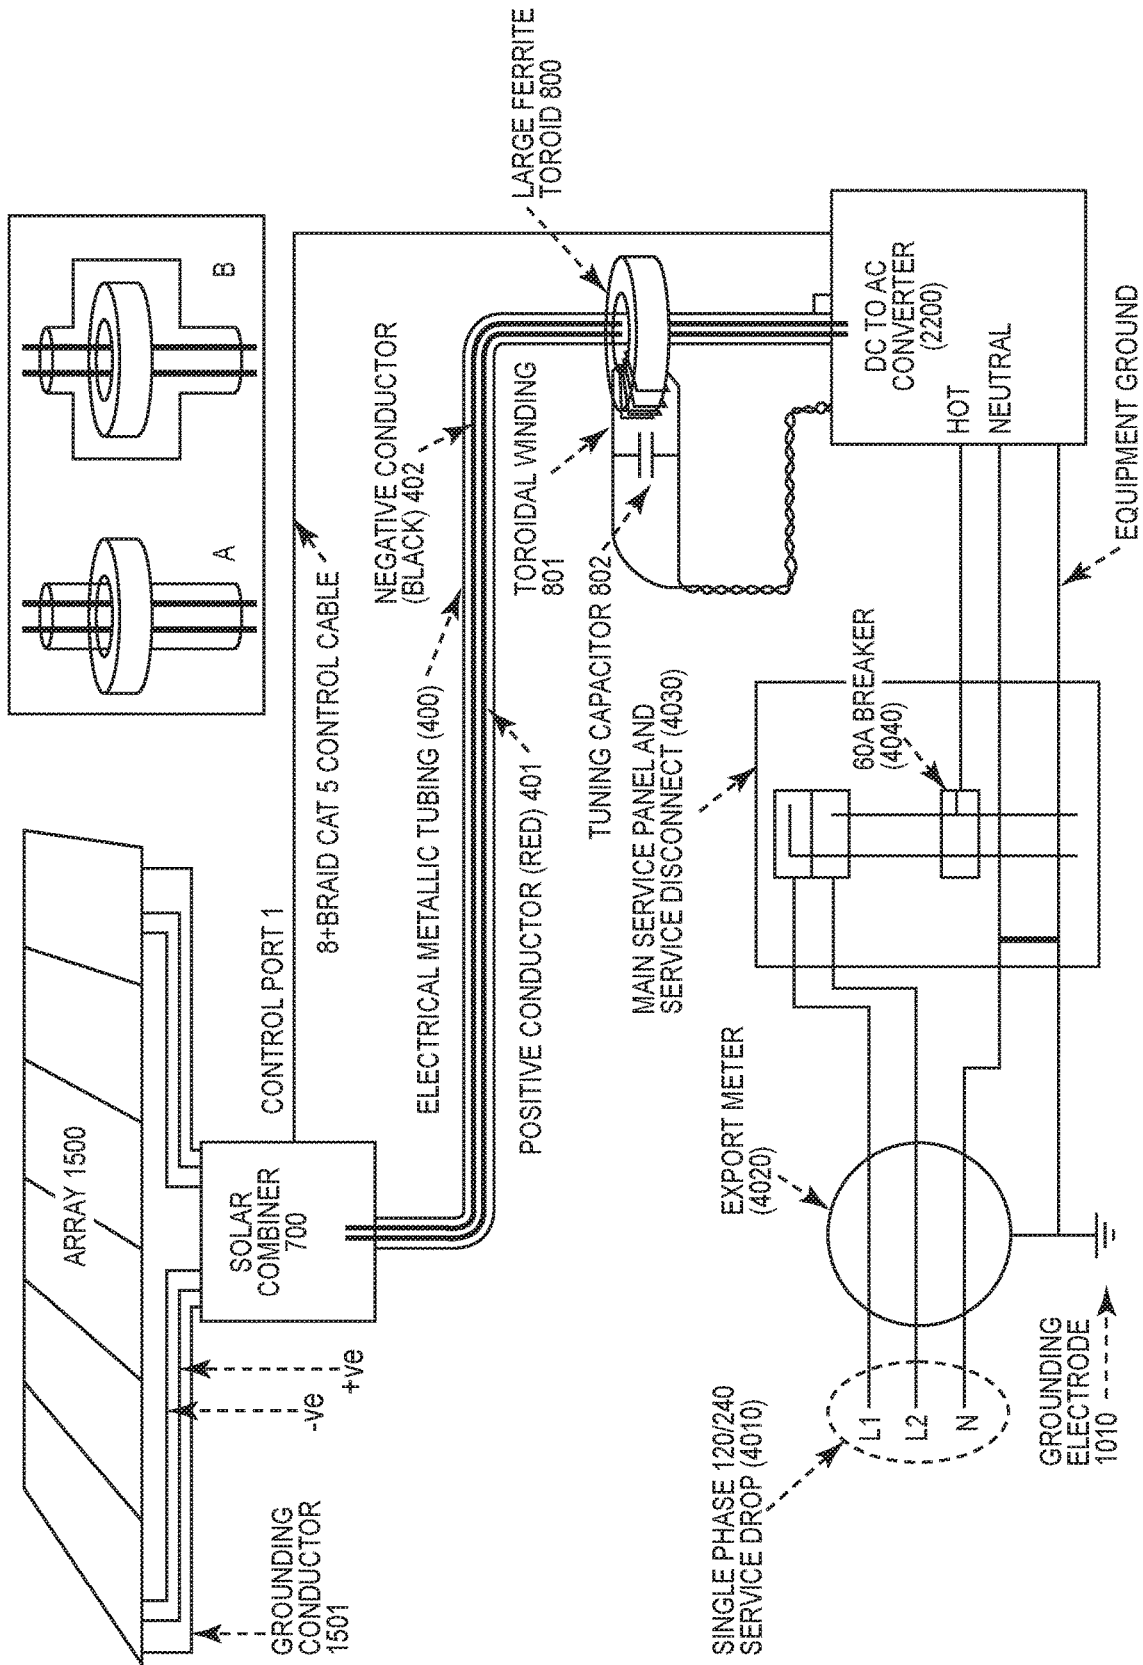 ARRAY 1500
GROUNDING
CONDUCTOR
1501
-ve
+ve
SOLAR
COMBINER
700
CONTROL PORT 1
8+BRAID CAT 5 CONTROL CABLE
A
B
ELECTRICAL METALLIC TUBING (400)
NEGATIVE CONDUCTOR
(BLACK) 402
POSITIVE CONDUCTOR (RED) 401
LARGE FERRITE
TOROID 800
TOROIDAL WINDING
801
TUNING CAPACITOR 802
MAIN SERVICE PANEL AND
SERVICE DISCONNECT (4030)
60A BREAKER
(4040)
DC TO AC
CONVERTER
(2200)
HOT
NEUTRAL
EQUIPMENT GROUND
EXPORT METER
(4020)
SINGLE PHASE 120/240
SERVICE DROP (4010)
L1
L2
N
GROUNDING
ELECTRODE
1010